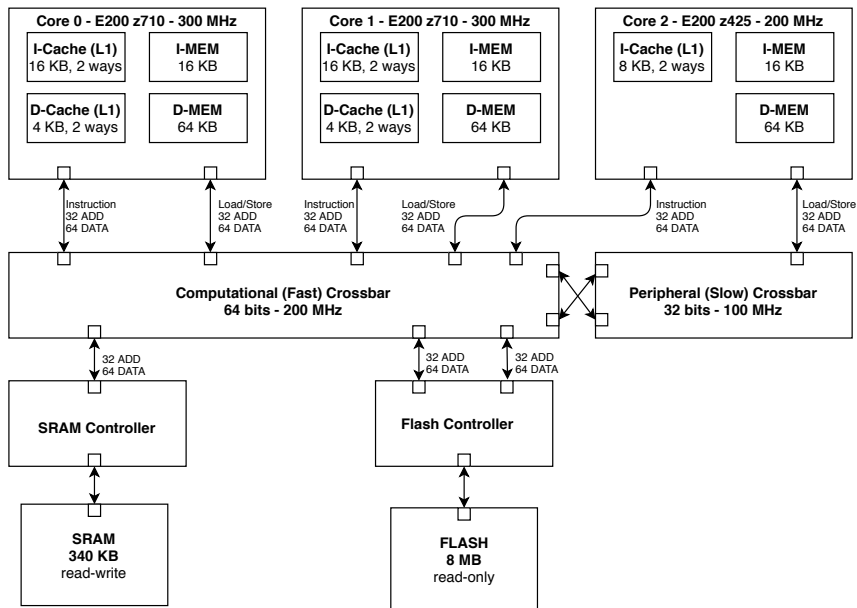 Core 0 - E200 z710 - 300 MHz
I-Cache (L1)
16 KB, 2 ways
I-MEM
16 KB
D-Cache (L1)
4 KB, 2 ways
D-MEM
64 KB
Core 1 - E200 z710 - 300 MHz
I-Cache (L1)
16 KB, 2 ways
I-MEM
16 KB
D-Cache (L1)
4 KB, 2 ways
D-MEM
64 KB
Core 2 - E200 z425 - 200 MHz
I-Cache (L1)
8 KB, 2 ways
I-MEM
16 KB
D-MEM
64 KB
Instruction
32 ADD
64 DATA
Load/Store
32 ADD
64 DATA
Instruction
32 ADD
64 DATA
Load/Store
32 ADD
64 DATA
Instruction
32 ADD
64 DATA
Load/Store
32 ADD
64 DATA
Computational (Fast) Crossbar
64 bits - 200 MHz
Peripheral (Slow) Crossbar
32 bits - 100 MHz
32 ADD
64 DATA
32 ADD
64 DATA
32 ADD
64 DATA
SRAM Controller
Flash Controller
SRAM
340 KB
read-write
FLASH
8 MB
read-only